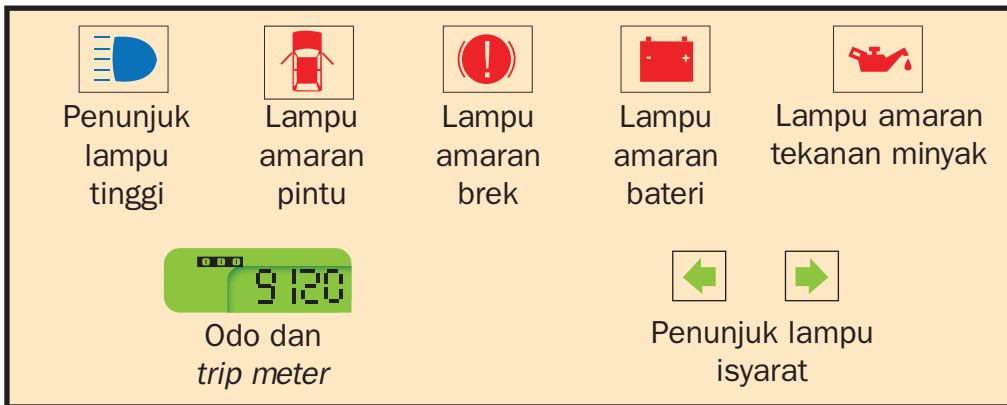 Penunjuk
lampu
tinggi
Lampu
amaran
pintu
Lampu
amaran
brek
Lampu
amaran
bateri
Lampu amaran
tekanan minyak
9120
Odo dan
trip meter
Penunjuk lampu
isyarat